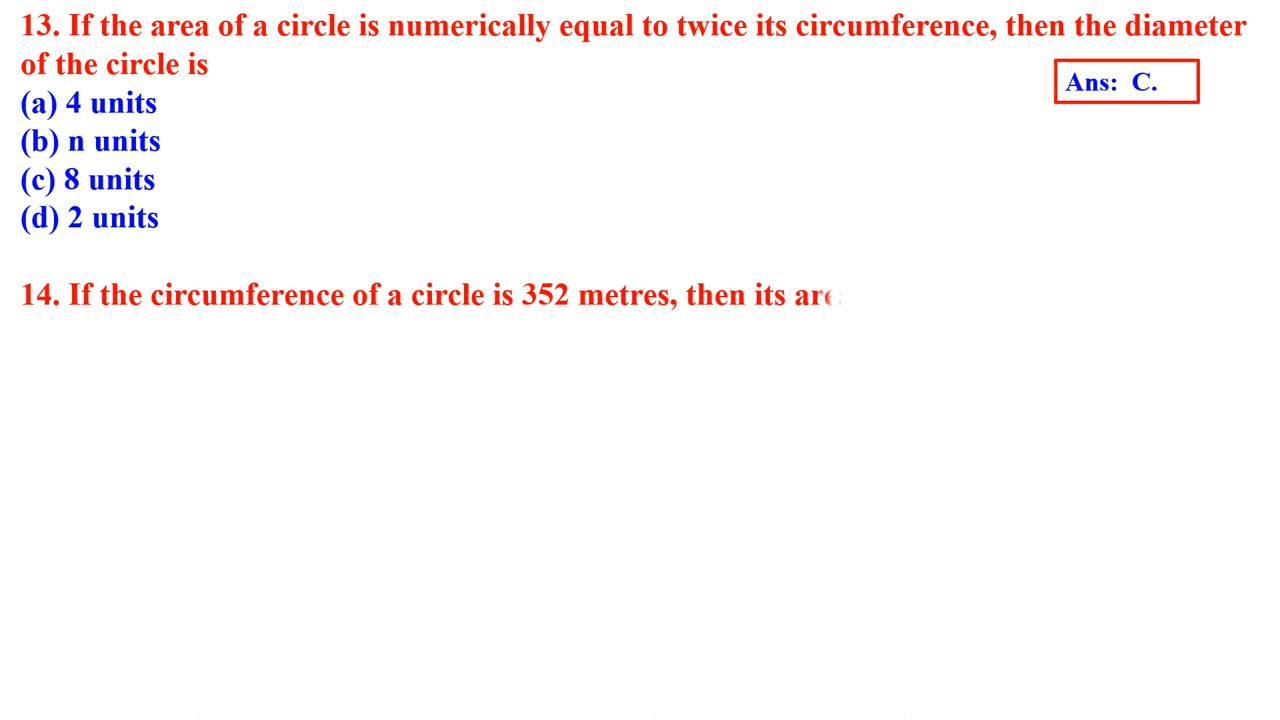 13. If the area of a circle is numerically equal to twice its circumference, then the diameter
of the circle is
Ans: C.
(a) 4 units
(b) n units
(c) 8 units
(d) 2 units
14. If the circumference of a circle is 352 metres, then its